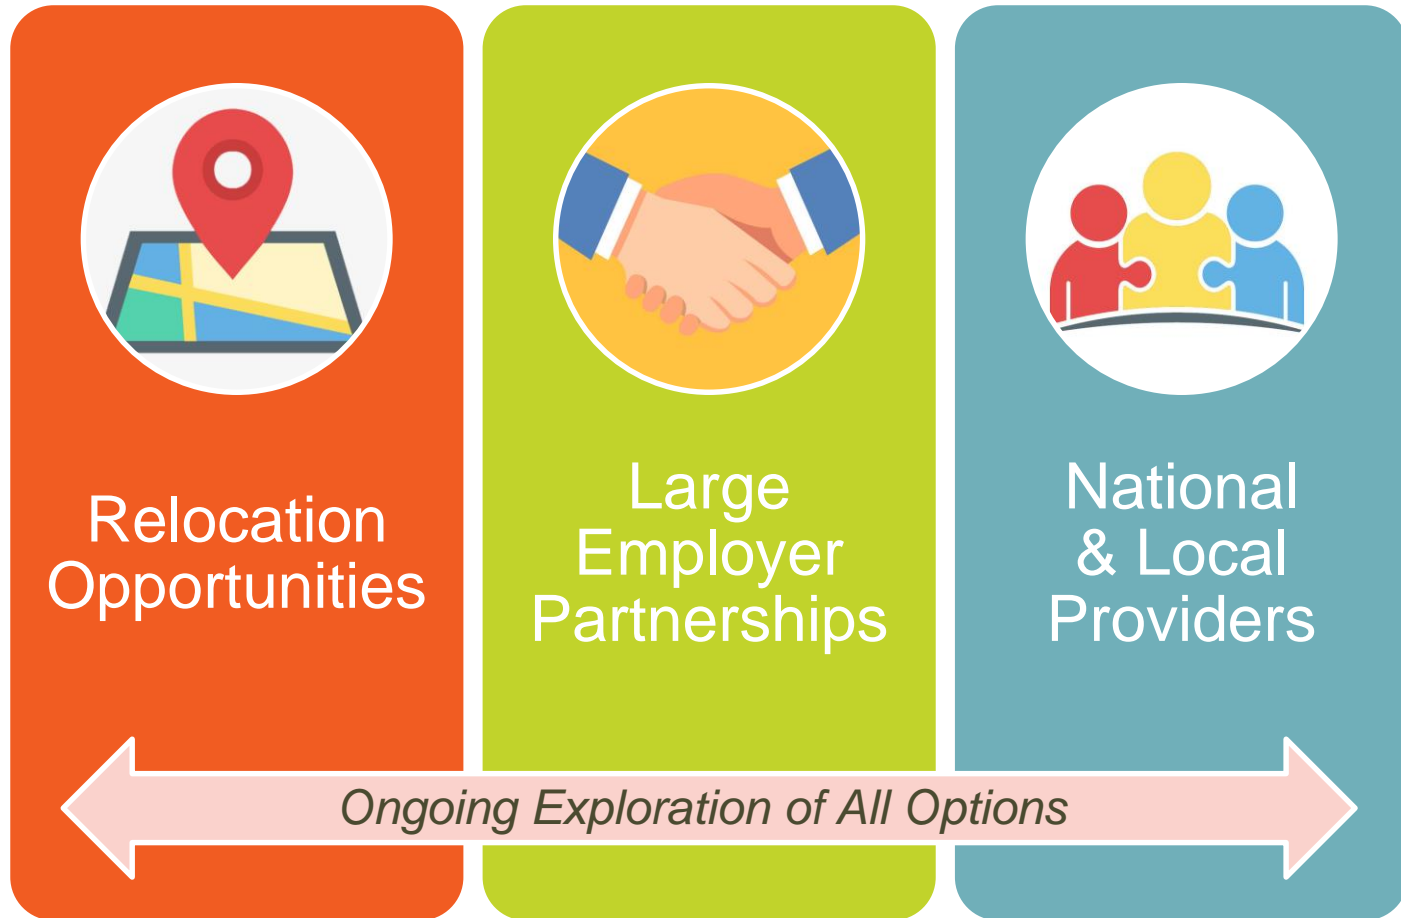 Relocation
Opportunities
Large
Employer
Partnerships
National
& Local
Providers
Ongoing Exploration of All Options